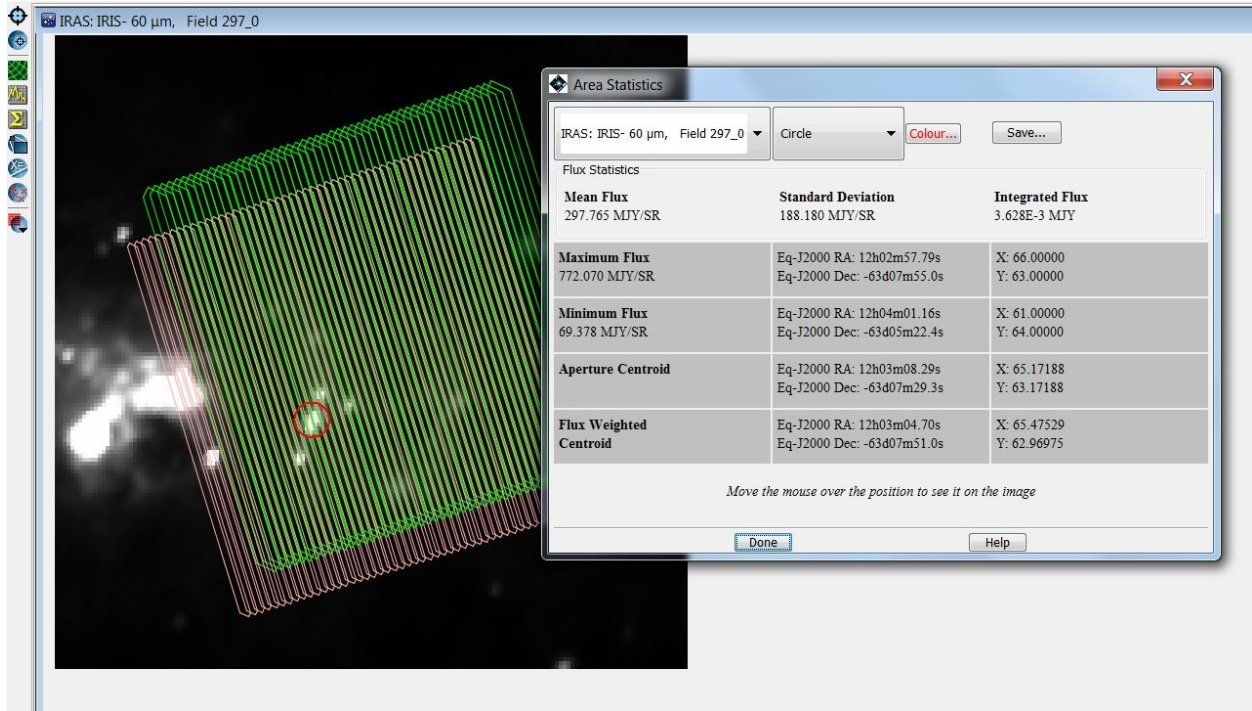 IRAS: IRIS- 60 μm, Field 297_0
Area Statistics
IRAS: IRIS- 60 μm, Field 297_0 Circle Colour... Save...
Flux Statistics
Mean Flux Standard Deviation Integrated Flux
297.765 MJY/SR 188.180 MJY/SR 3.628E-3 MJY
Maximum Flux Eq-J2000 RA: 12h02m57.79s X: 66.00000
772.070 MJY/SR Eq-J2000 Dec: -63d07m55.0s Y: 63.00000
Minimum Flux Eq-J2000 RA: 12h04m01.16s X: 61.00000
69.378 MJY/SR Eq-J2000 Dec: -63d05m22.4s Y: 64.00000
Aperture Centroid Eq-J2000 RA: 12h03m08.29s X: 65.17188
Eq-J2000 Dec: -63d07m29.3s Y: 63.17188
Flux Weighted Eq-J2000 RA: 12h03m04.70s X: 65.47529
Centroid Eq-J2000 Dec: -63d07m51.0s Y: 62.96975
Move the mouse over the position to see it on the image
Done Help